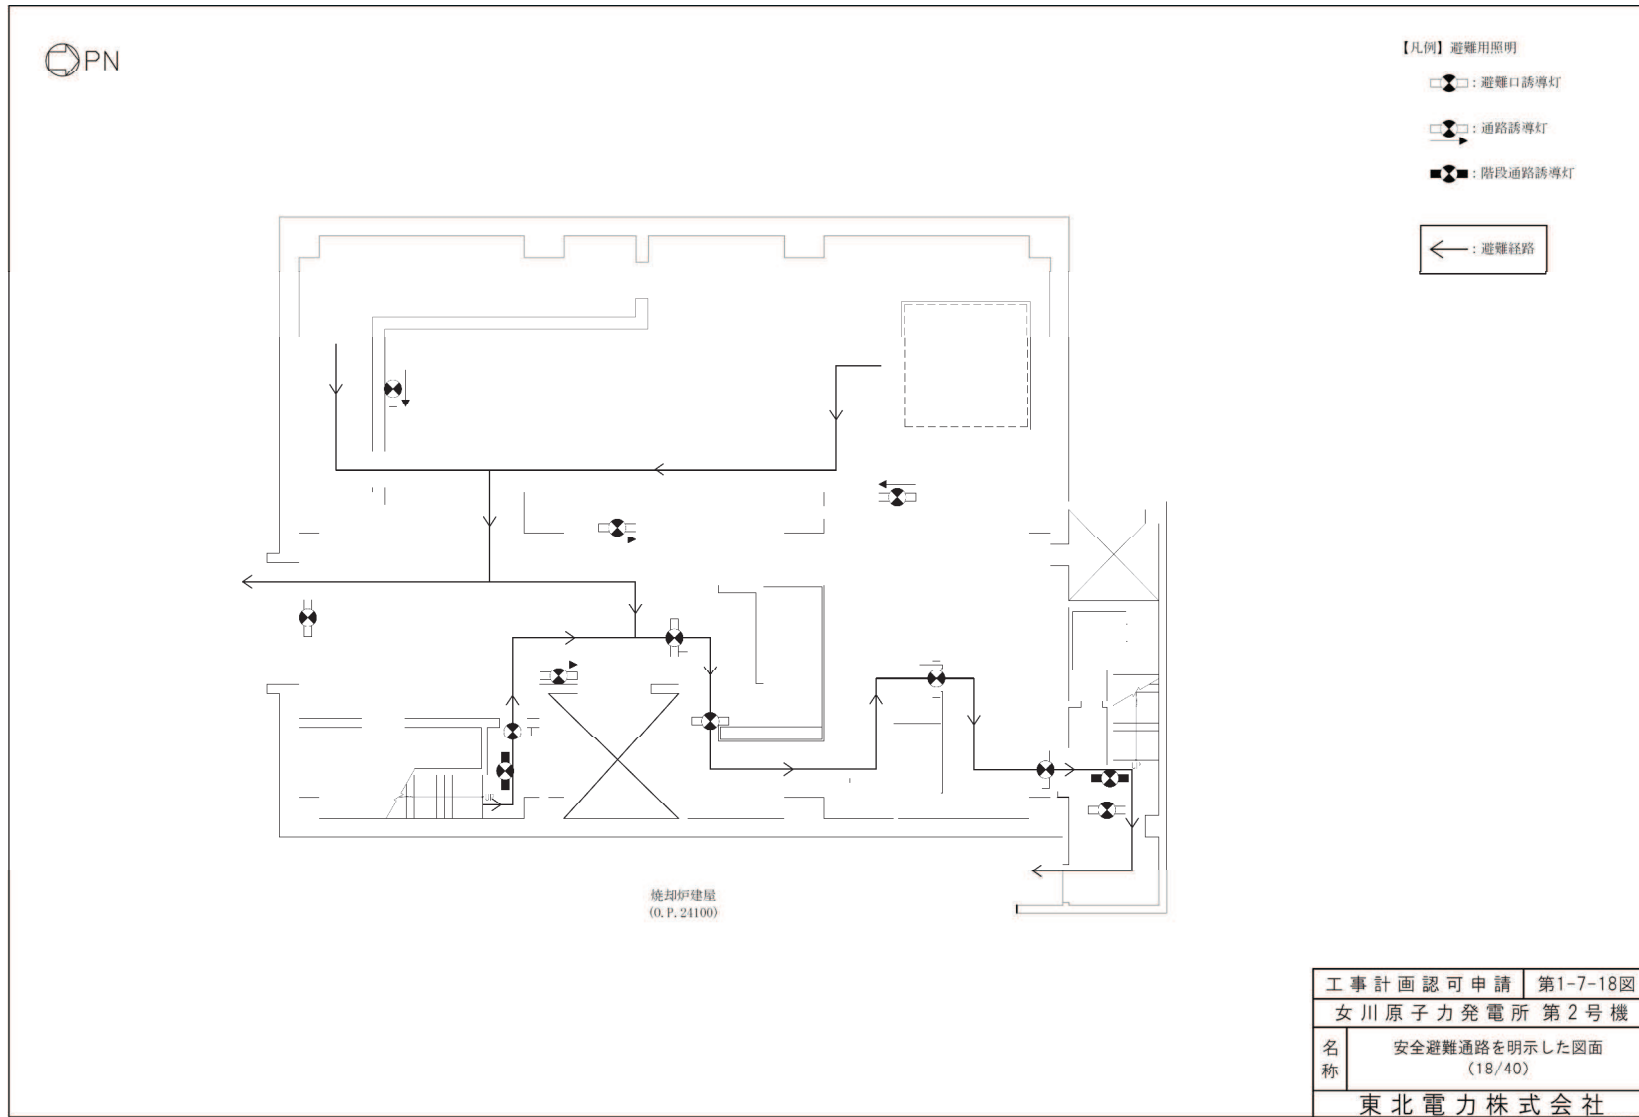 PN
【凡例】避難用照明
：避難口誘導灯
：通路誘導灯
：階段通路誘導灯
：避難経路
UP
UP
焼却炉建屋
(O.P.24100)
工事計画認可申請 第1-7-18図
女川原子力発電所 第2号機
名称 安全避難通路を明示した図面
(18/40)
東北電力株式会社